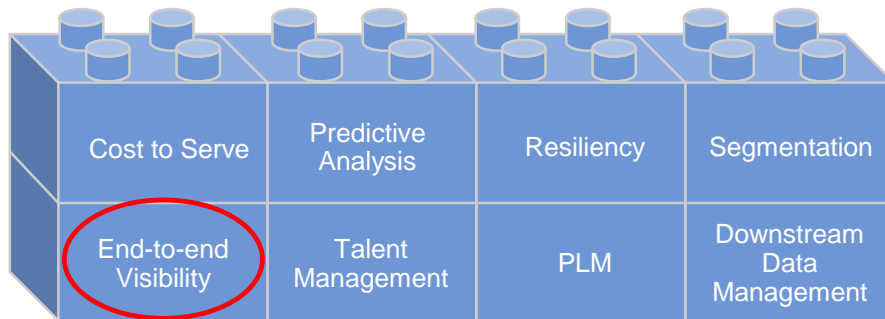 Cost to Serve
Predictive
Analysis
Resiliency
Segmentation
End-to-end
Visibility
Talent
Management
PLM
Downstream
Data
Management